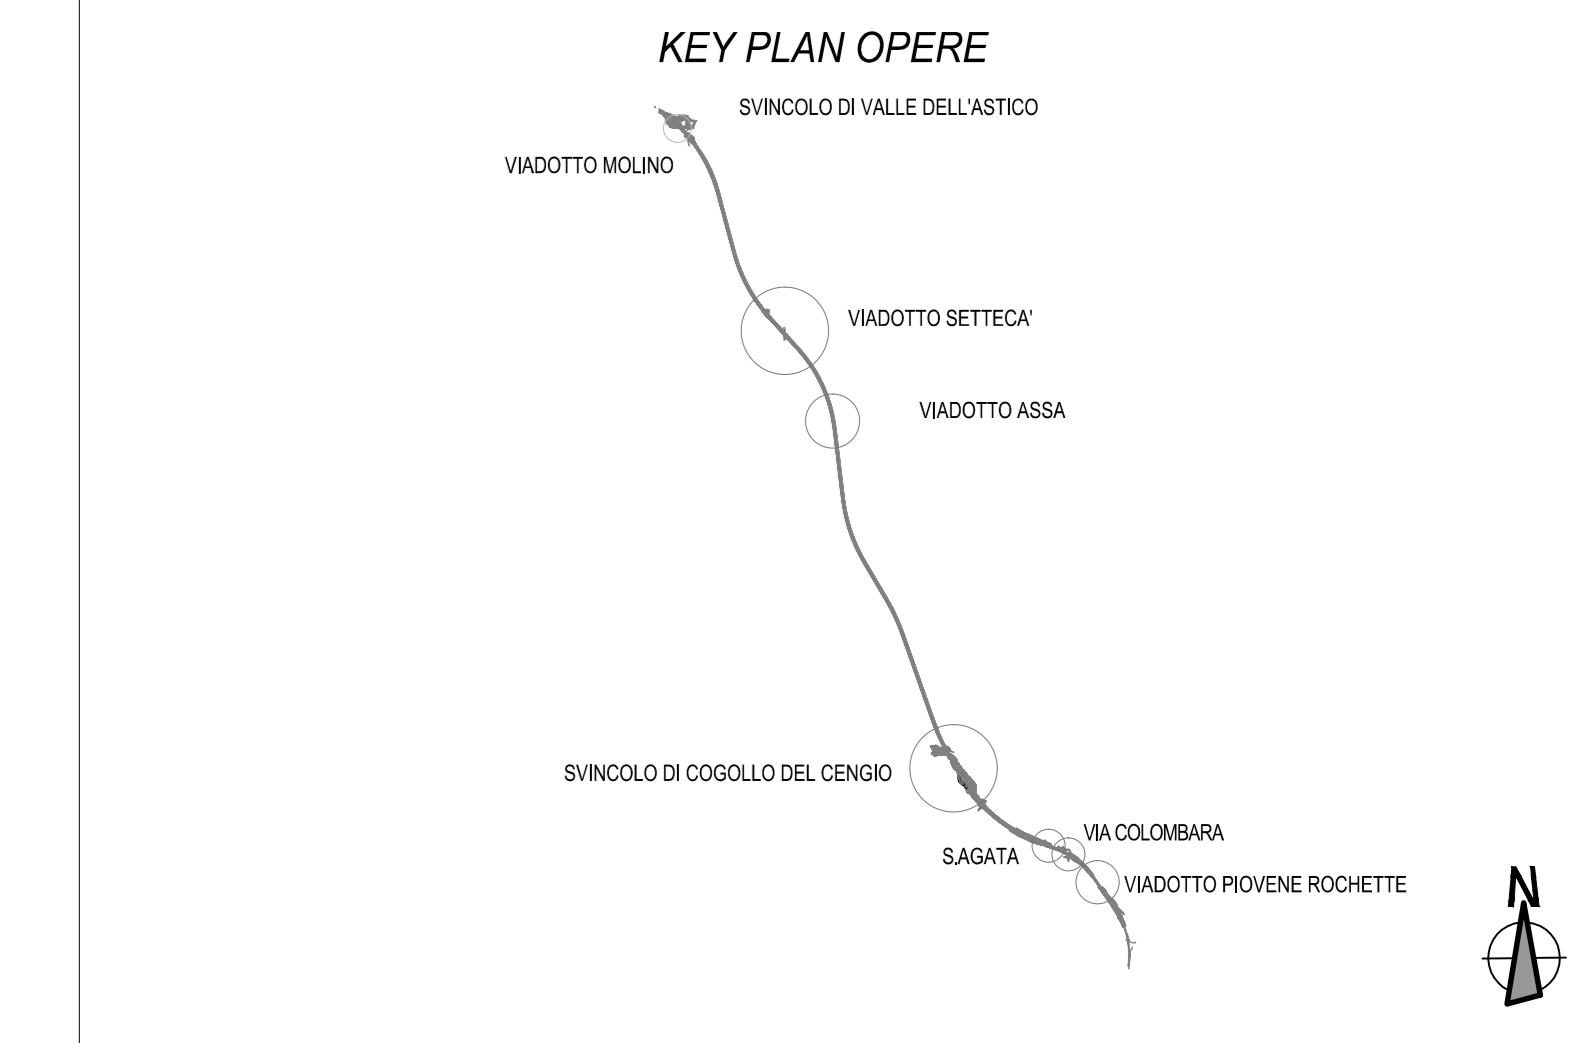 KEY PLAN OPERE
SVINCOLO DI VALLE DELL'ASTICO
VIADOTTO MOLINO
VIADOTTO SETTECA'
VIADOTTO ASSA
SVINCOLO DI COGOLLO DEL CENGIO
VIA COLOMBARA
S.AGATA
VIADOTTO PIOVENE ROCHETTE
N